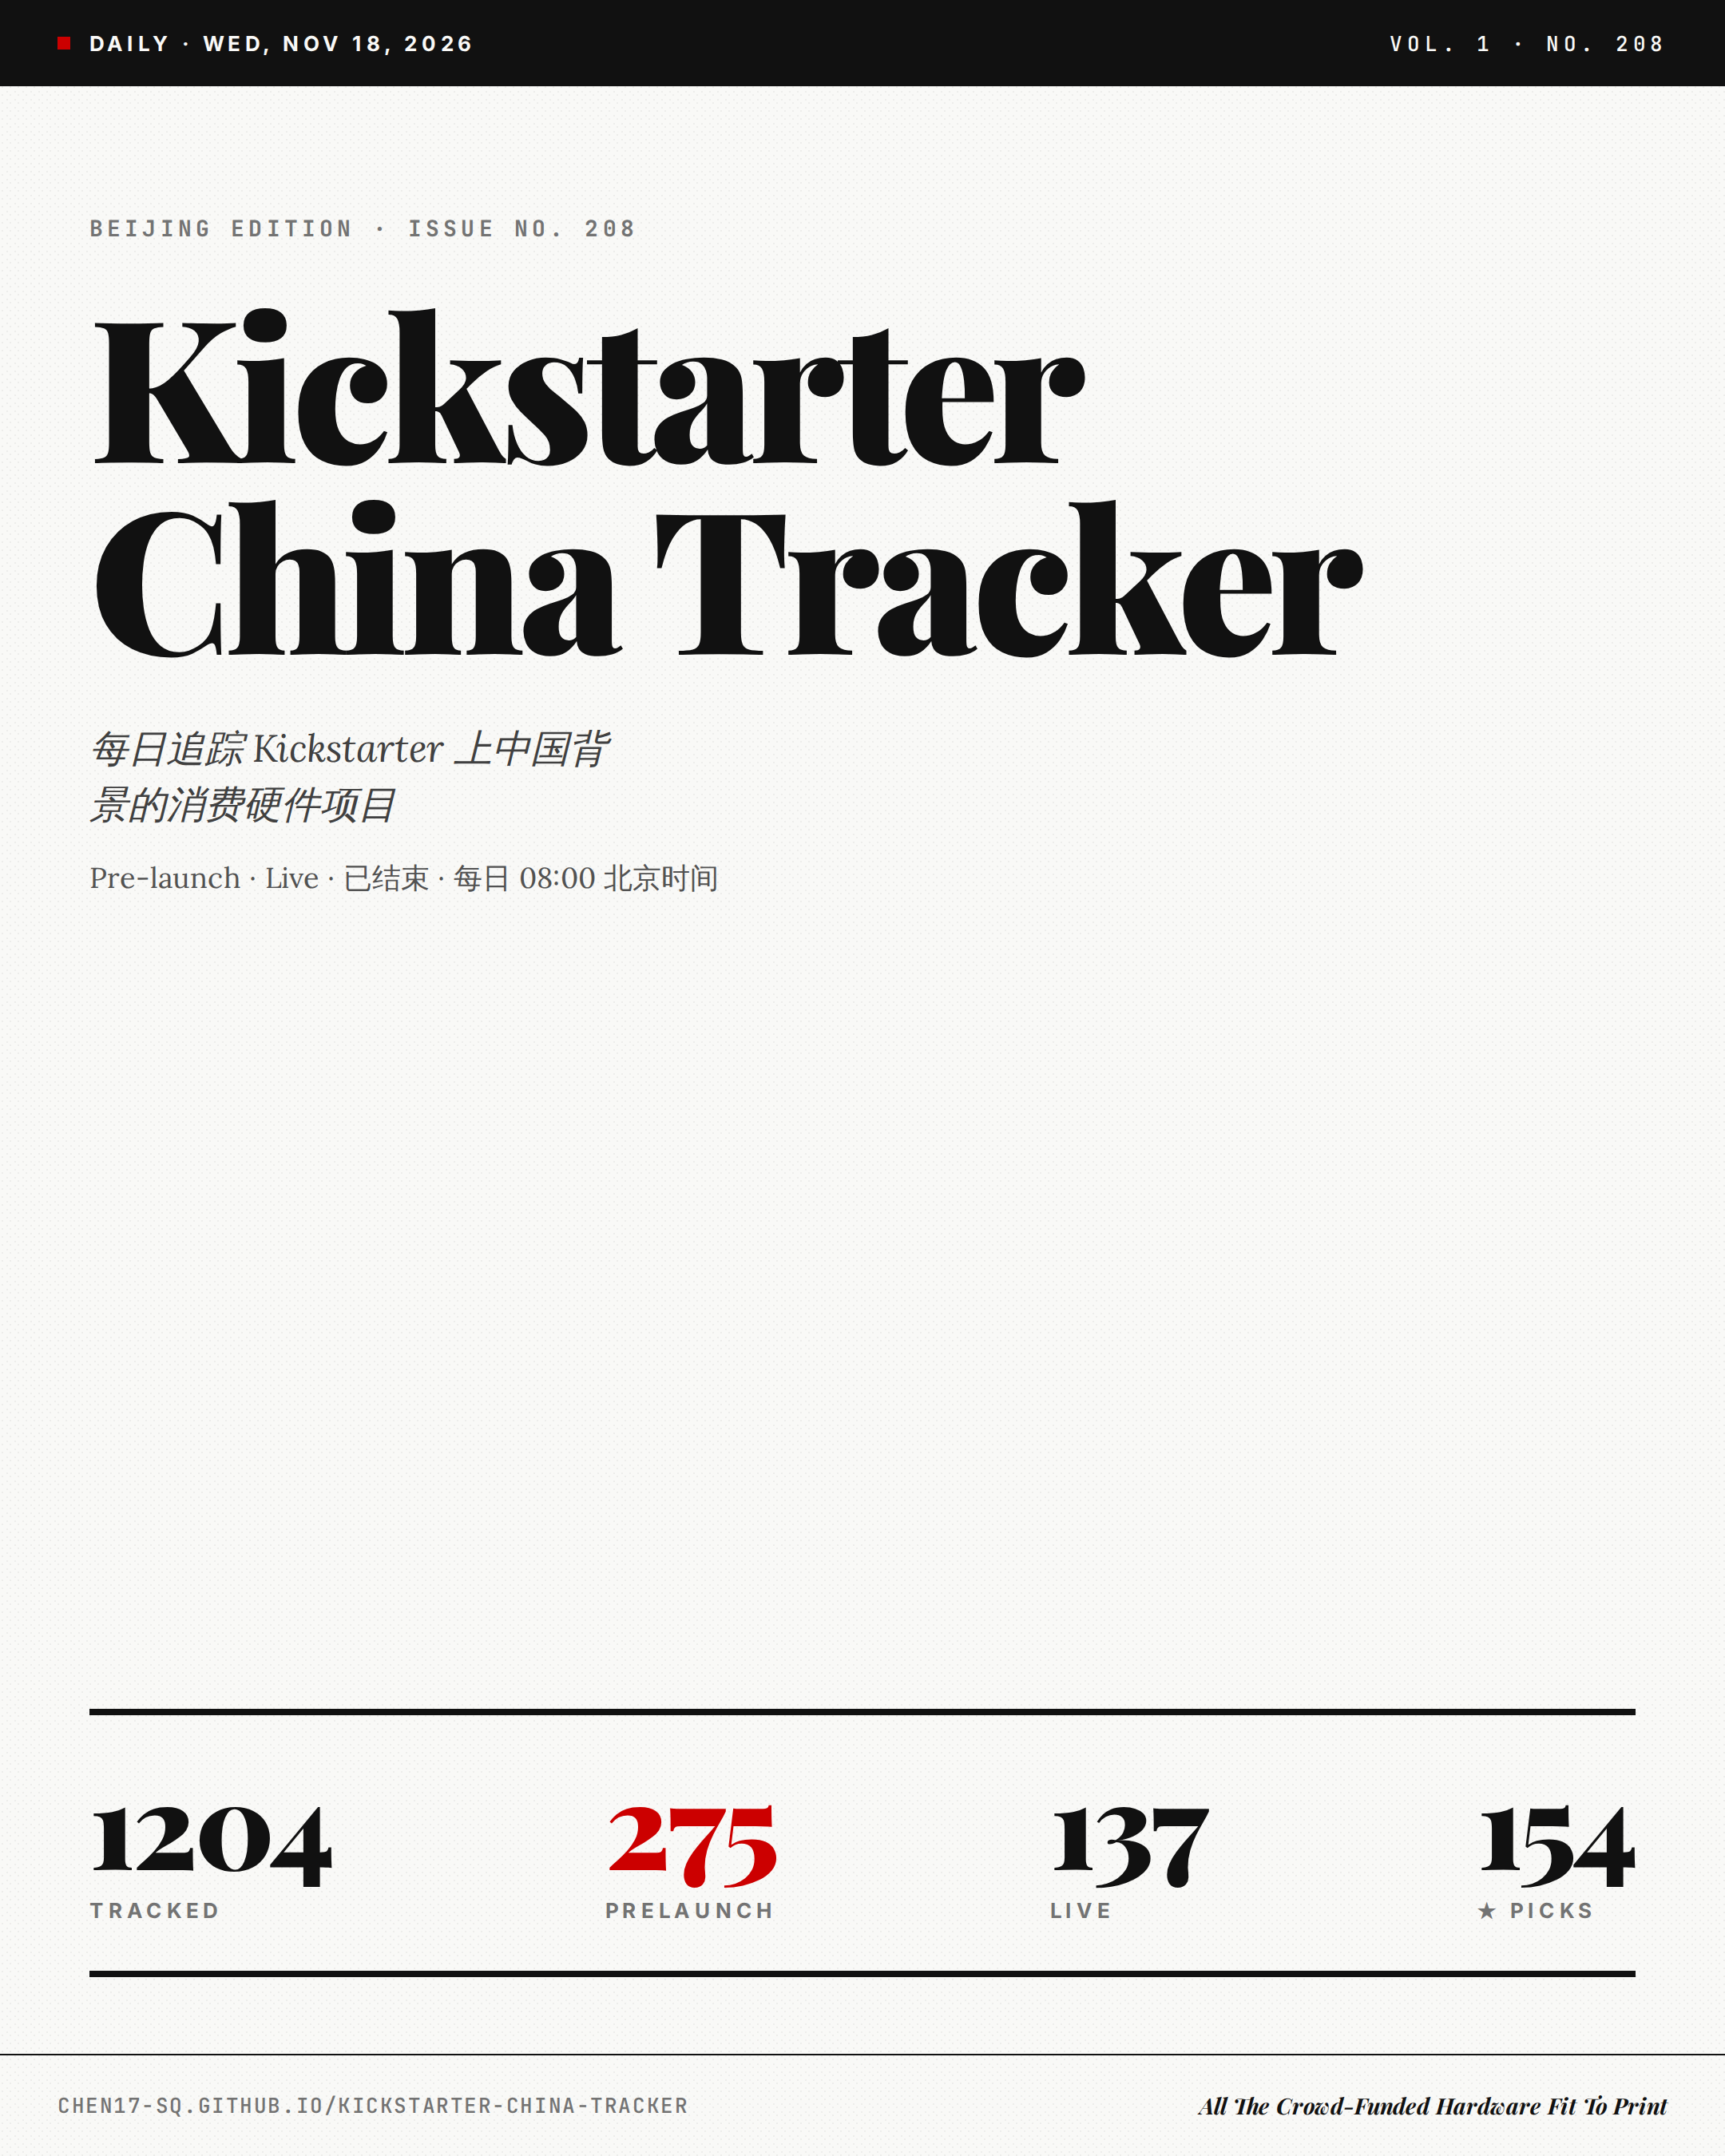 DAILY · WED, NOV 18, 2026
VOL. 1 · NO. 208
BEIJING EDITION · ISSUE NO. 208
Kickstarter
China Tracker
每日追踪 Kickstarter 上中国背
景的消费硬件项目
Pre-launch · Live · 已结束 · 每日 08:00 北京时间
1204 275 137 154
TRACKED PRELAUNCH LIVE ★ PICKS
CHEN17-SQ.GITHUB.IO/KICKSTARTER-CHINA-TRACKER
All The Crowd-Funded Hardware Fit To Print